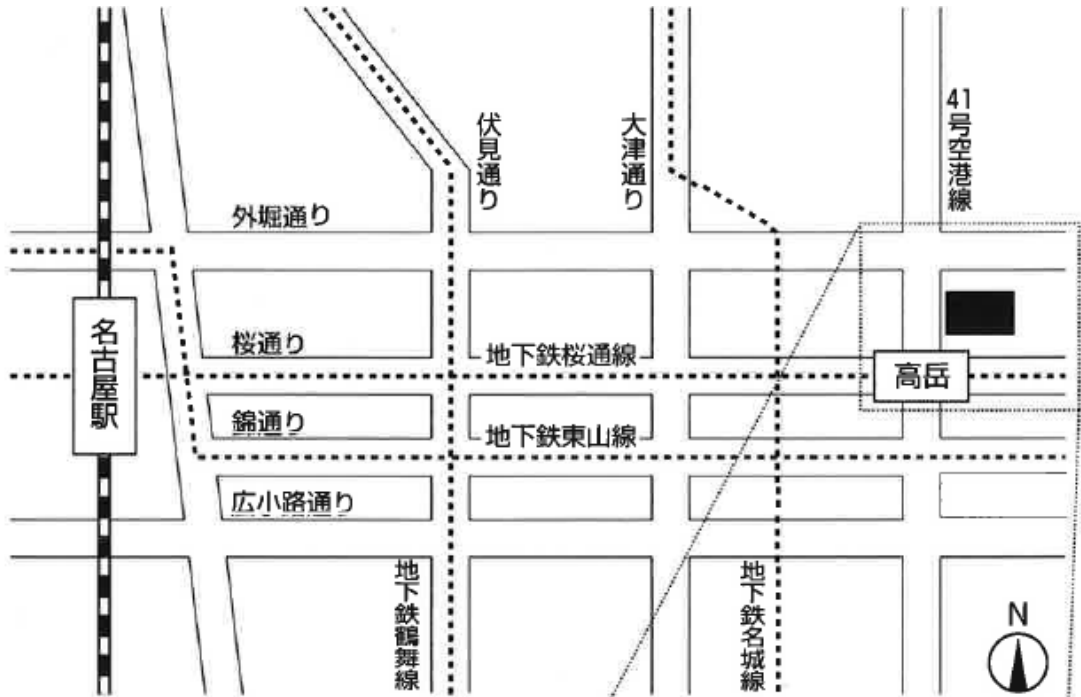 伏見通り
大津通り
41号空港線
外堀通り
名古屋駅
桜通り
地下鉄桜通線
高岳
錦通り
地下鉄東山線
広小路通り
地下鉄鶴舞線
地下鉄名城線
N